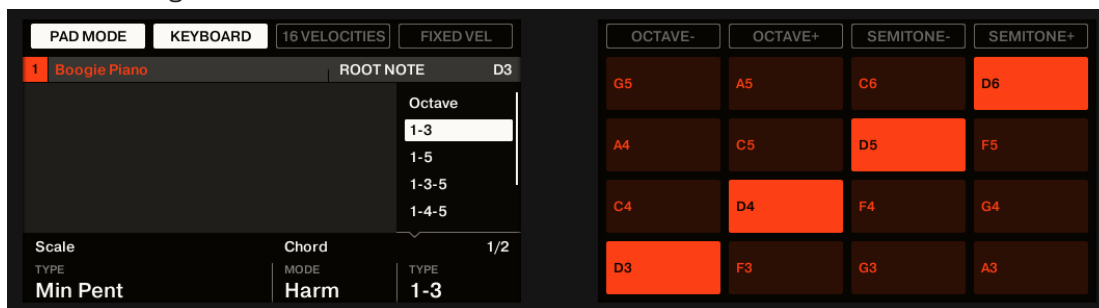 PAD MODE KEYBOARD 16 VELOCITIES FIXED VEL
1 Boogie Piano ROOT NOTE D3
Octave
1-3
1-5
1-3-5
1-4-5
Scale Chord 1/2
TYPE MODE TYPE
Min Pent Harm 1-3
OCTAVE- OCTAVE+ SEMITONE- SEMITONE+
G5 A5 C6 D6
A4 C5 D5 F5
C4 D4 F4 G4
D3 F3 G3 A3